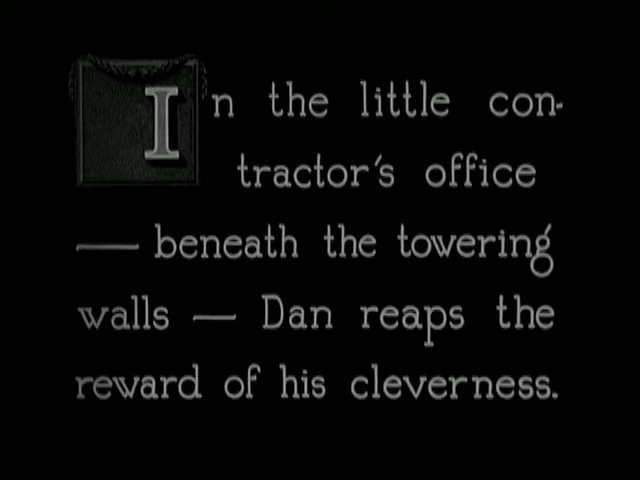 In the little con-
tractor's office
— beneath the towering
walls — Dan reaps the
reward of his cleverness.